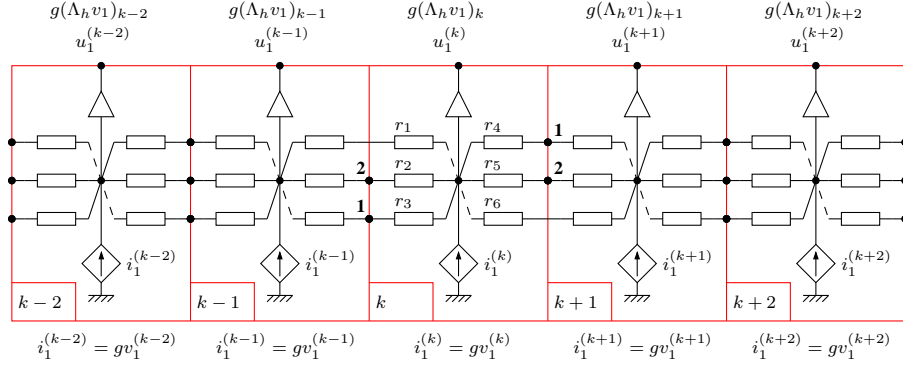 g(Λ_h v_1)_{k−2} g(Λ_h v_1)_{k−1} g(Λ_h v_1)_k g(Λ_h v_1)_{k+1} g(Λ_h v_1)_{k+2}
u_1^{(k−2)} u_1^{(k−1)} u_1^{(k)} u_1^{(k+1)} u_1^{(k+2)}
r_1 r_4 1
2 r_2 r_5 2
1 r_3 r_6
i_1^{(k−2)} i_1^{(k−1)} i_1^{(k)} i_1^{(k+1)} i_1^{(k+2)}
k − 2 k − 1 k k + 1 k + 2
i_1^{(k−2)} = gv_1^{(k−2)} i_1^{(k−1)} = gv_1^{(k−1)} i_1^{(k)} = gv_1^{(k)} i_1^{(k+1)} = gv_1^{(k+1)} i_1^{(k+2)} = gv_1^{(k+2)}